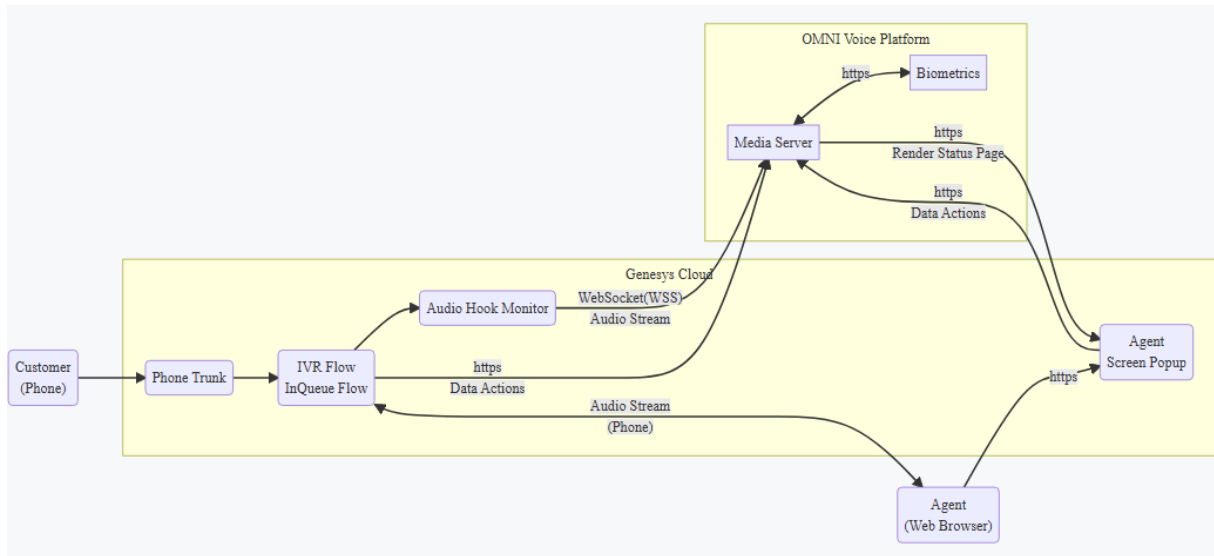 OMNI Voice Platform
https
Biometrics
Media Server
https
Render Status Page
https
Data Actions
Genesys Cloud
Audio Hook Monitor
WebSocket(WSS)
Audio Stream
Customer
(Phone)
Phone Trunk
IVR Flow
InQueue Flow
https
Data Actions
Agent
Screen Popup
https
Audio Stream
(Phone)
Agent
(Web Browser)